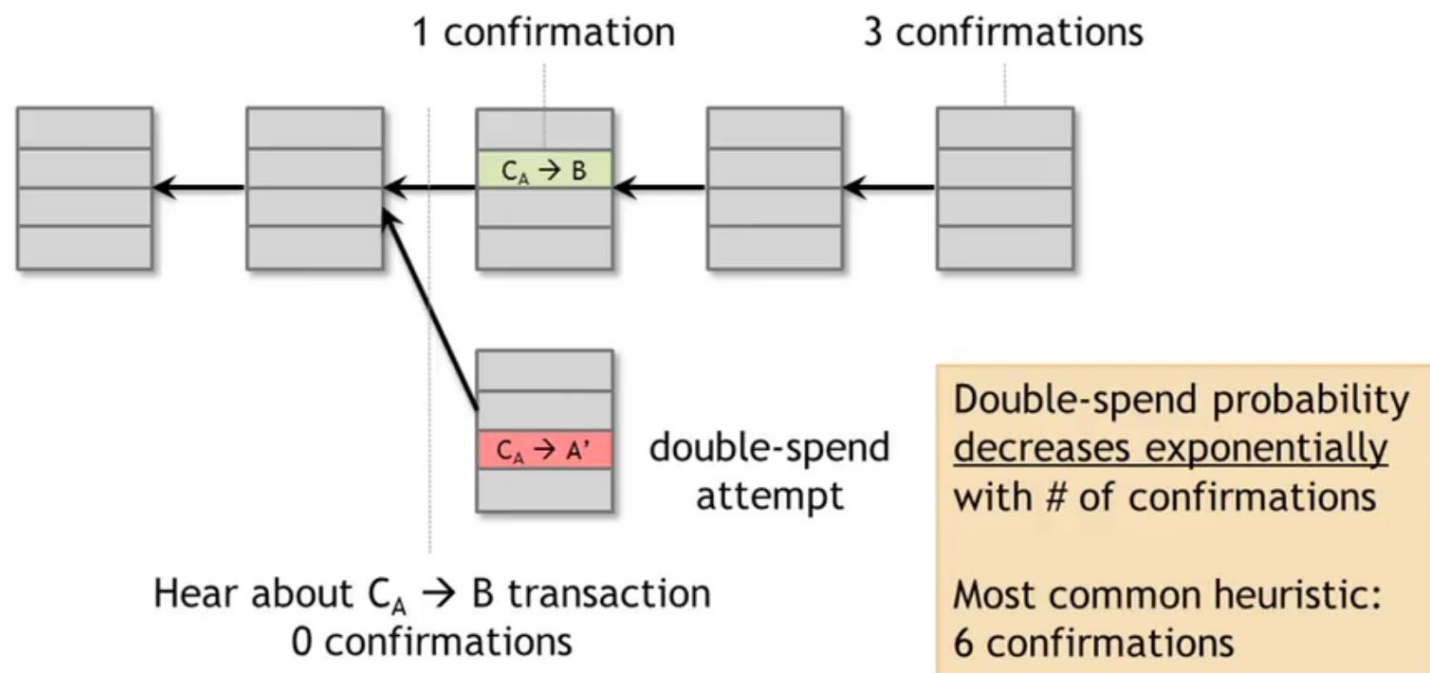 1 confirmation
3 confirmations
C_A → B
C_A → A’
double-spend
attempt
Hear about C_A → B transaction
0 confirmations
Double-spend probability
decreases exponentially
with # of confirmations
Most common heuristic:
6 confirmations